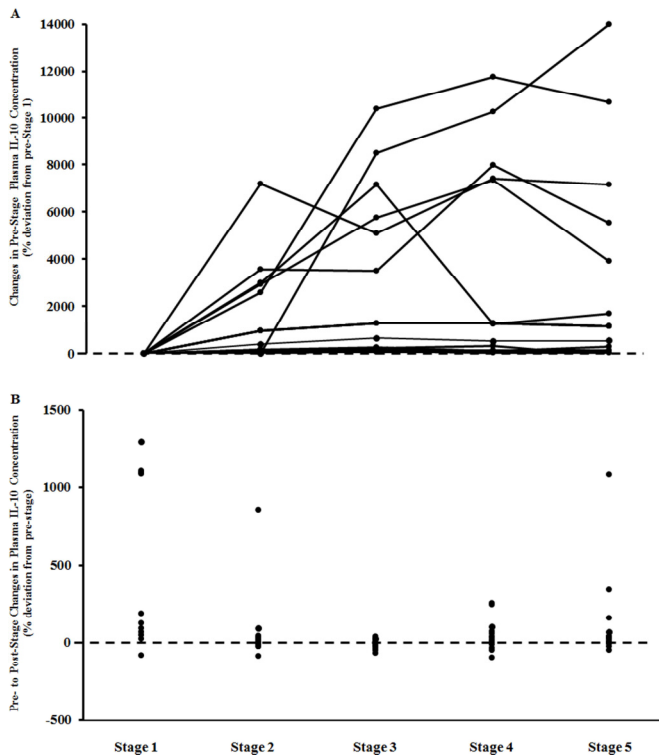 A
Changes in Pre-Stage Plasma IL-10 Concentration
(% deviation from pre-Stage 1)
14000
12000
10000
8000
6000
4000
2000
0
B
Pre- to Post-Stage Changes in Plasma IL-10 Concentration
(% deviation from pre-stage)
1500
1000
500
0
-500
Stage 1 Stage 2 Stage 3 Stage 4 Stage 5